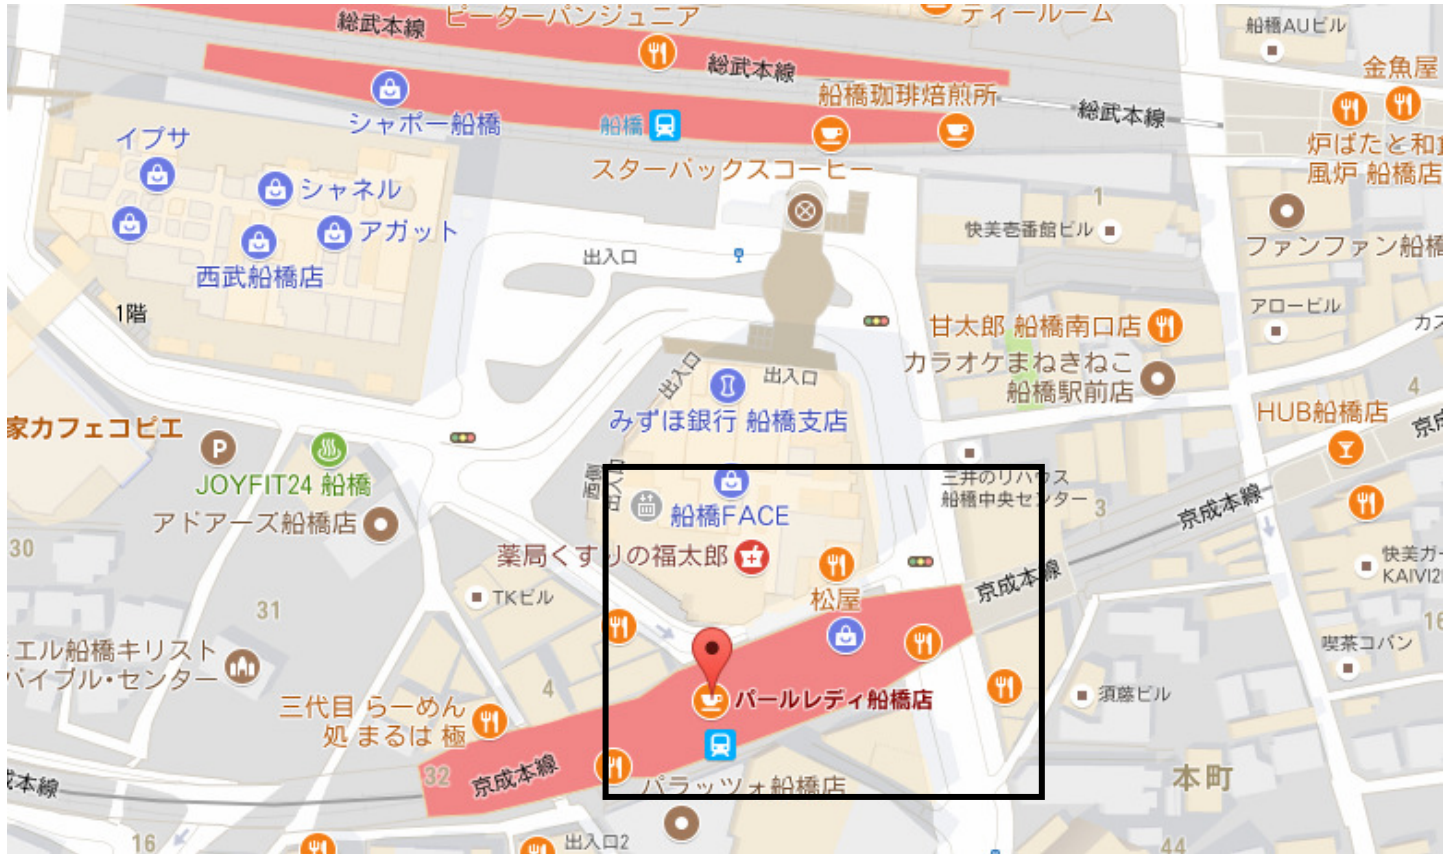 総武本線
ピーターパンジュニア
ティールーム
船橋AUビル
総武本線
金魚屋
シャポー船橋
船橋
船橋珈琲焙煎所
総武本線
イプサ
炉ばたと和食
風炉 船橋店
シャネル
スターバックスコーヒー
1
アガット
快美壱番館ビル
ファンファン船橋
西武船橋店
出入口
1階
アロービル
甘太郎 船橋南口店
出入口
出入口
カラオケまねきねこ
船橋駅前店
4
みずほ銀行 船橋支店
HUB船橋店
家カフェコピエ
P
JOYFIT24 船橋
西側
出入口
三井のリハウス
船橋中央センター
3
船橋FACE
アドアーズ船橋店
京成本線
30
薬局くすりの福太郎
快美ガー
KAIVI2
京成本線
松屋
TKビル
31
16
エル船橋キリスト
バイブル・センター
喫茶コパン
4
パールレディ船橋店
須藤ビル
三代目 らーめん
処 まるは 極
32
京成本線
パラッツォ船橋店
本町
本線
16
出入口2
44